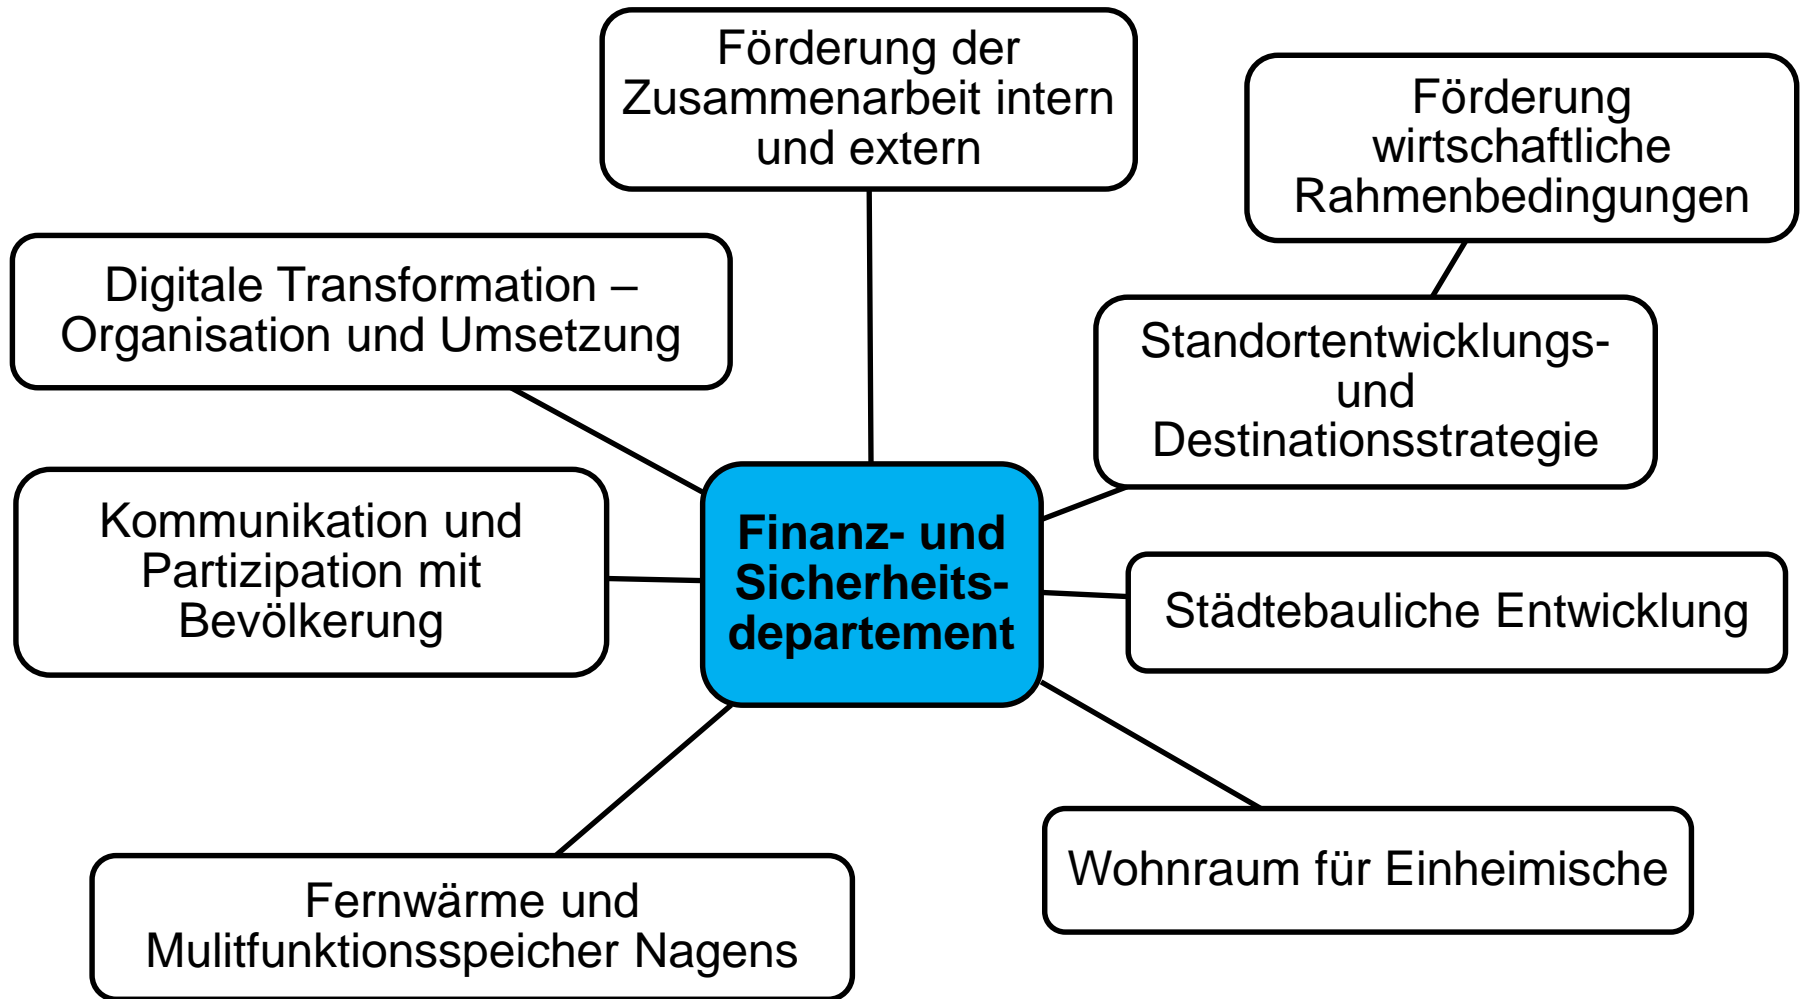 Förderung der
Zusammenarbeit intern
und extern
Förderung
wirtschaftliche
Rahmenbedingungen
Digitale Transformation –
Organisation und Umsetzung
Standortentwicklungs-
und
Destinationsstrategie
Kommunikation und
Partizipation mit
Bevölkerung
Finanz- und
Sicherheits-
departement
Städtebauliche Entwicklung
Wohnraum für Einheimische
Fernwärme und
Mulitfunktionsspeicher Nagens